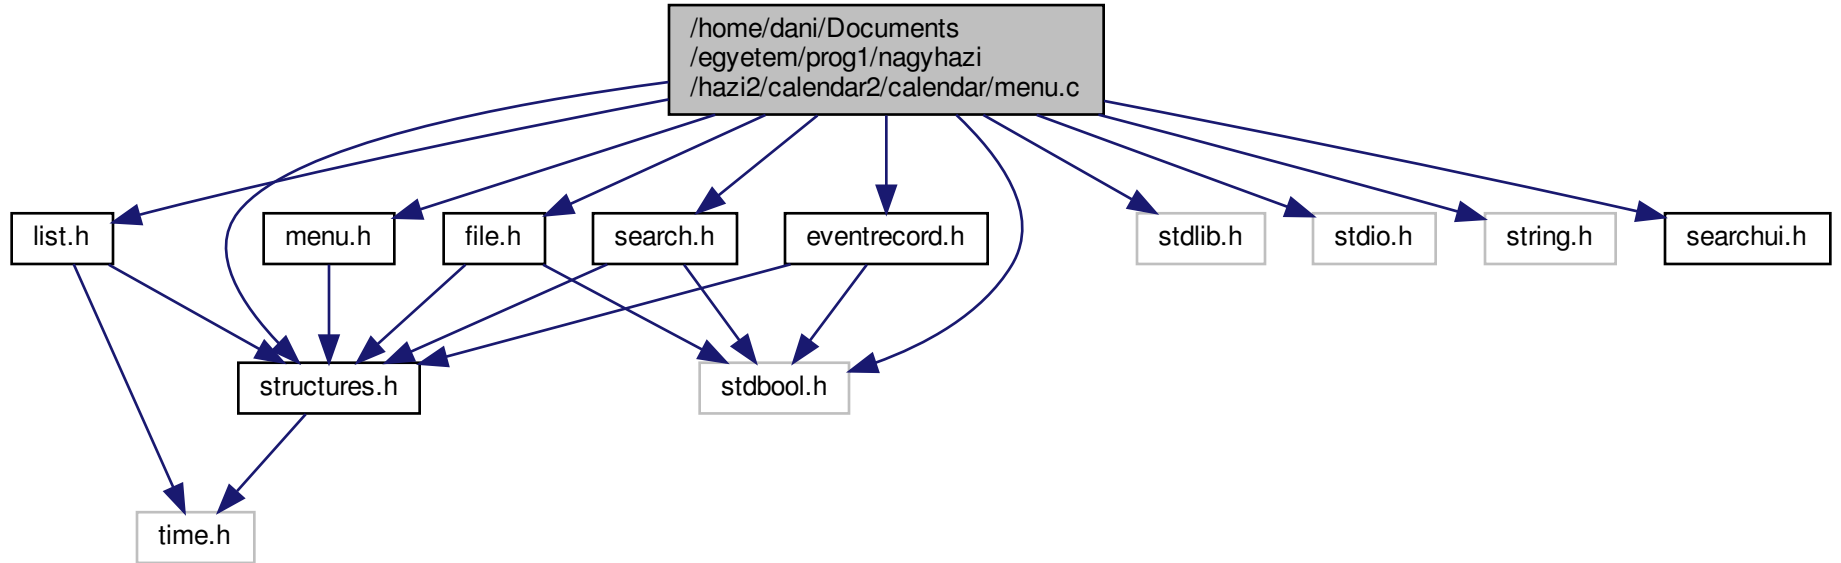 /home/dani/Documents
/egyetem/prog1/nagyhazi
/hazi2/calendar2/calendar/menu.c
list.h
menu.h
file.h
search.h
eventrecord.h
stdlib.h
stdio.h
string.h
searchui.h
structures.h
stdbool.h
time.h